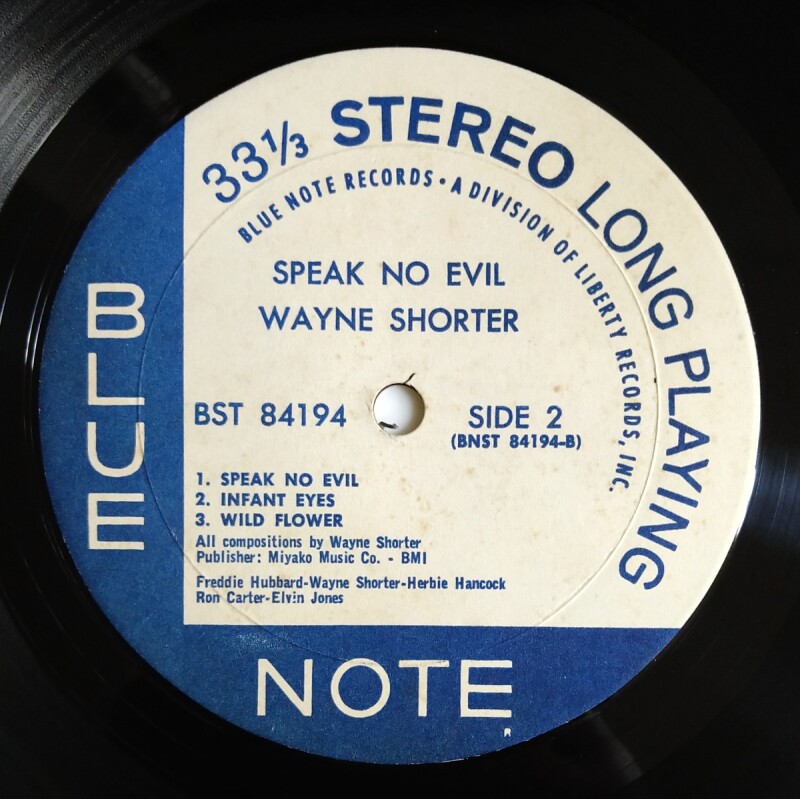 33⅓ STEREO LONG PLAYING
BLUE NOTE RECORDS • A DIVISION OF LIBERTY RECORDS, INC.
SPEAK NO EVIL
WAYNE SHORTER
BST 84194
SIDE 2
(BNST 84194-B)
1. SPEAK NO EVIL
2. INFANT EYES
3. WILD FLOWER
All compositions by Wayne Shorter
Publisher: Miyako Music Co. - BMI
Freddie Hubbard-Wayne Shorter-Herbie Hancock
Ron Carter-Elvin Jones
BLUE
NOTE
R